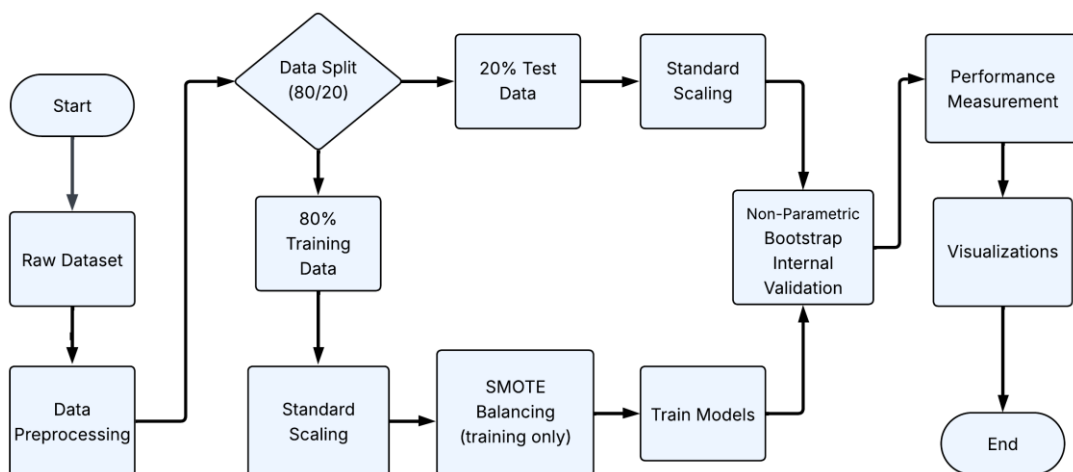 Start
Raw Dataset
Data
Preprocessing
Data Split
(80/20)
20% Test
Data
Standard
Scaling
80%
Training
Data
Standard
Scaling
SMOTE
Balancing
(training only)
Train Models
Non-Parametric
Bootstrap
Internal
Validation
Performance
Measurement
Visualizations
End